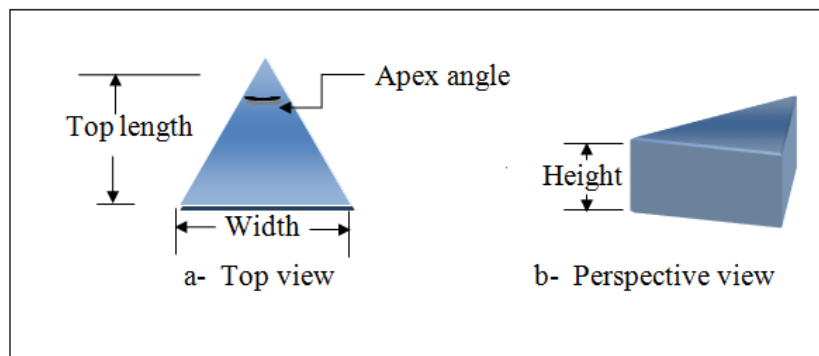 Apex angle
Top length
Width
a- Top view
Height
b- Perspective view